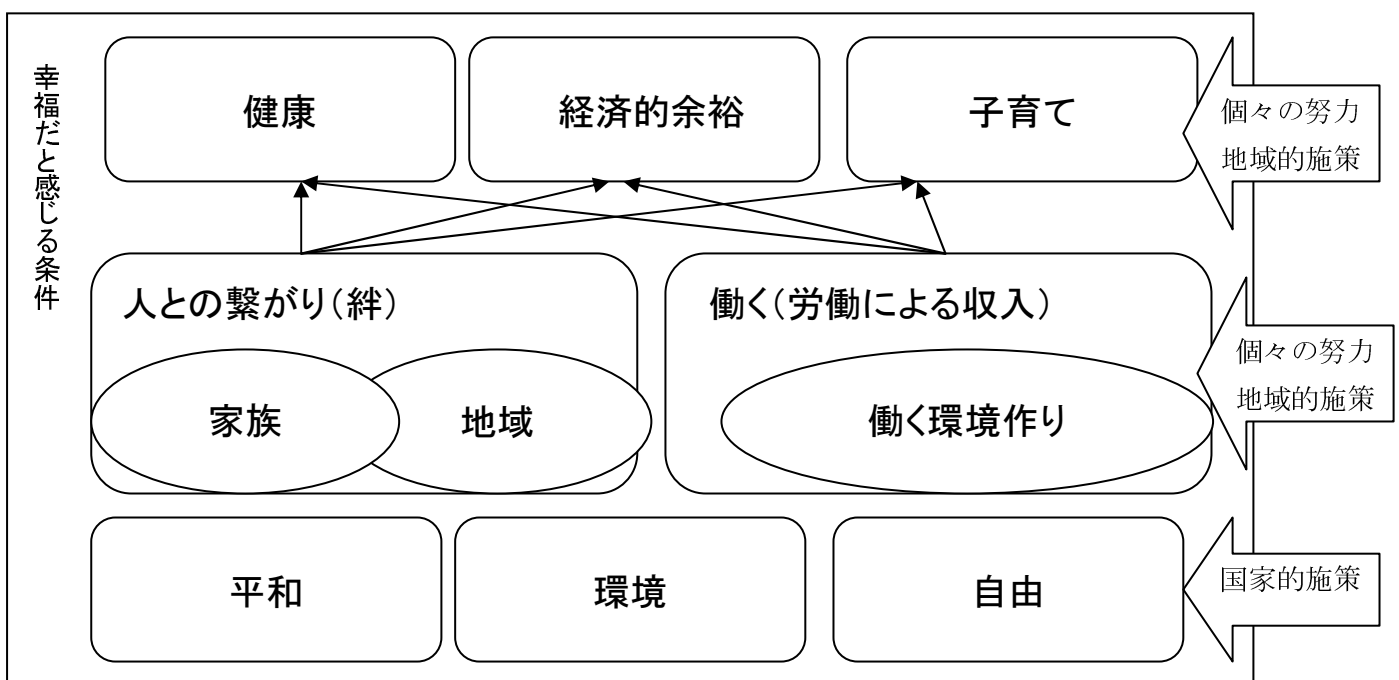 幸福だと感じる条件
健康
経済的余裕
子育て
個々の努力
地域的施策
人との繋がり(絆)
家族
地域
働く(労働による収入)
働く環境作り
個々の努力
地域的施策
平和
環境
自由
国家的施策